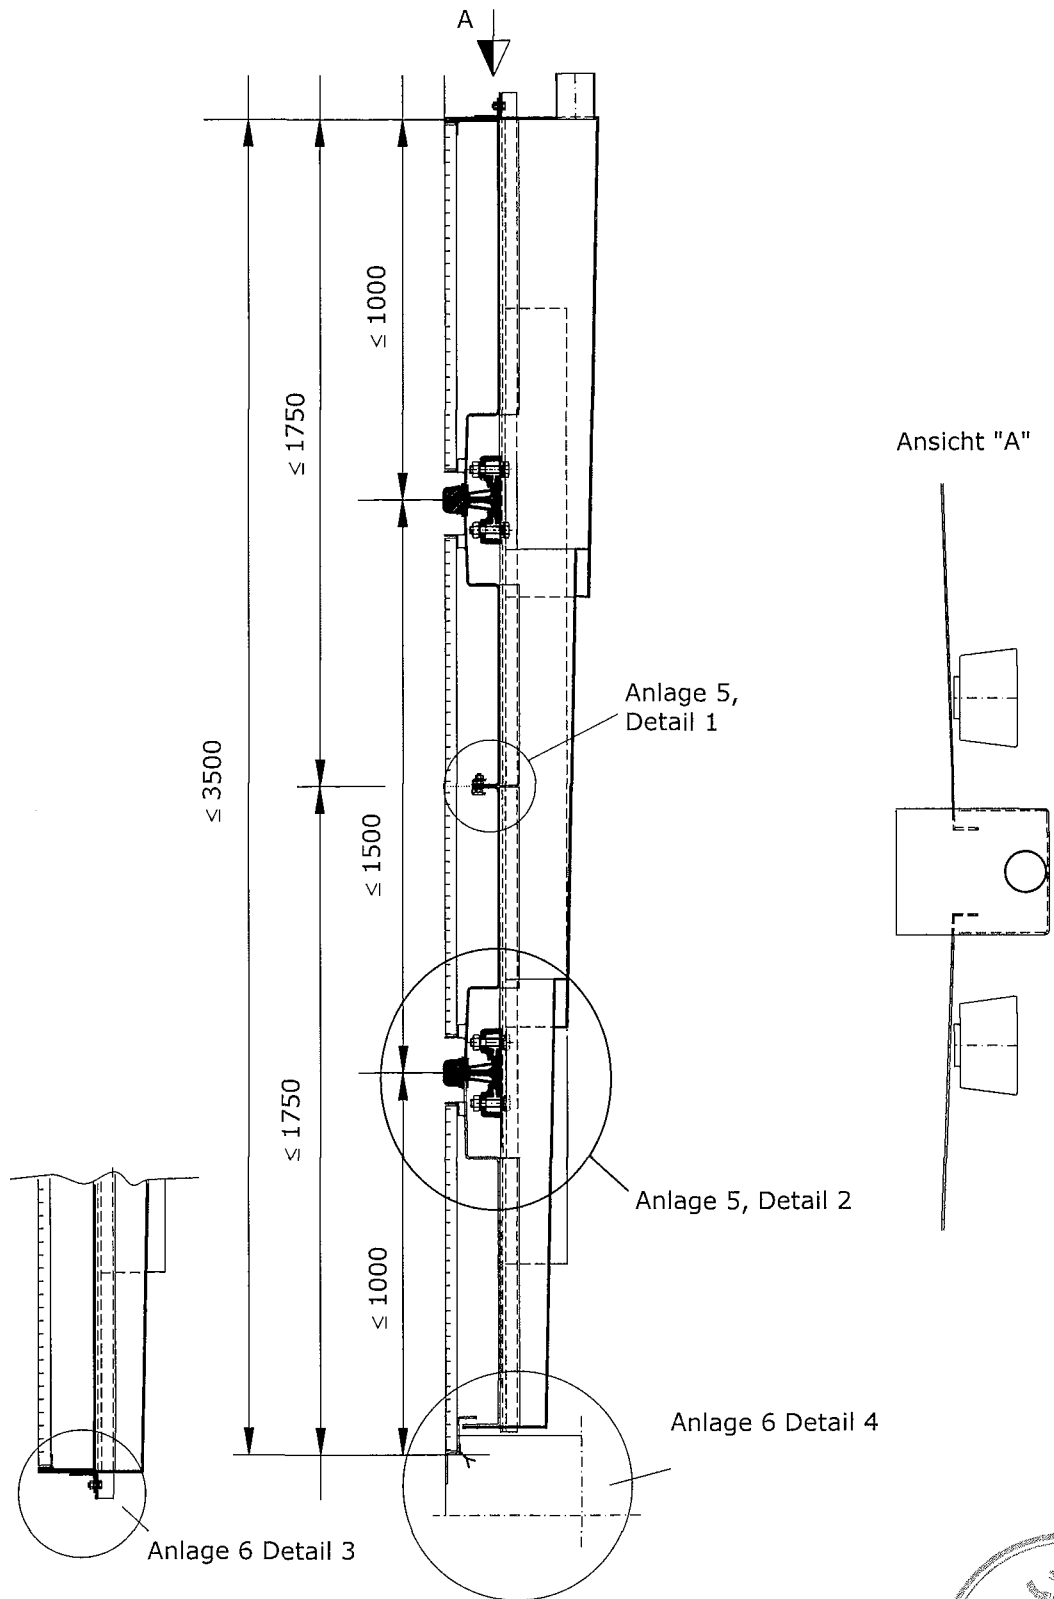 A
≤ 1000
≤ 1750
Ansicht "A"
Anlage 5,
Detail 1
≤ 3500
≤ 1500
≤ 1750
Anlage 5, Detail 2
≤ 1000
Anlage 6 Detail 4
Anlage 6 Detail 3